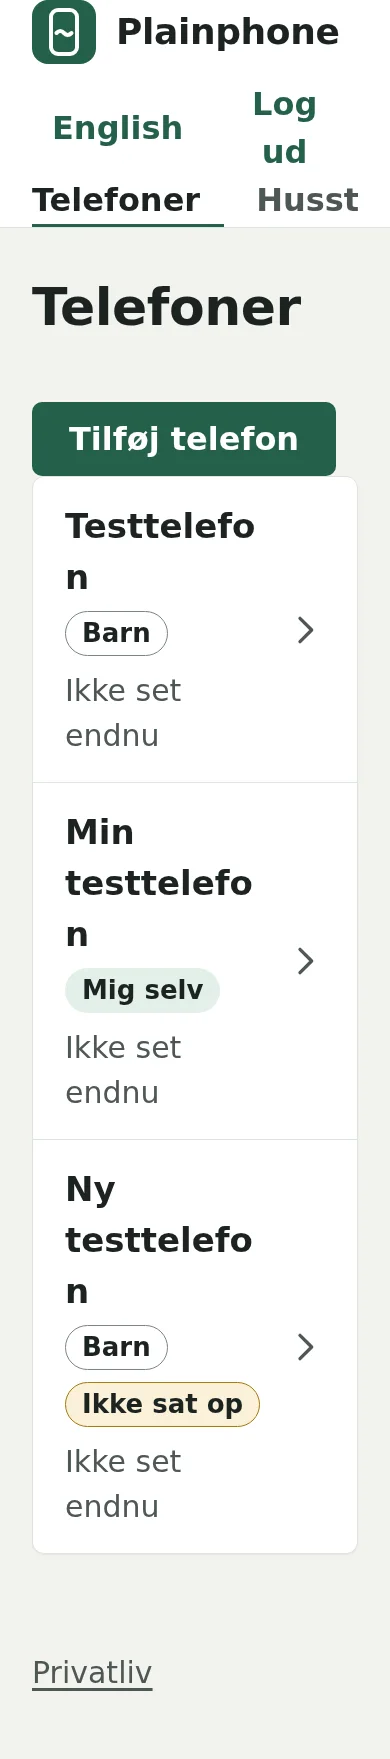 Plainphone
English
Log
ud
Telefoner
Husst
Telefoner
Tilføj telefon
Testtelefo
n
Barn
Ikke set
endnu
Min
testtelefo
n
Mig selv
Ikke set
endnu
Ny
testtelefo
n
Barn
Ikke sat op
Ikke set
endnu
Privatliv